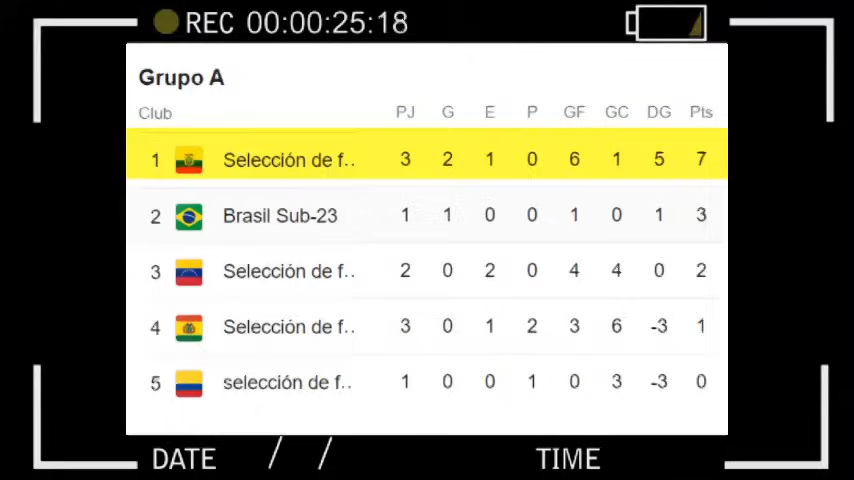 REC 00:00:25:18
Grupo A
Club PJ G E P GF GC DG Pts
1 Selección de f.. 3 2 1 0 6 1 5 7
2 Brasil Sub-23 1 1 0 0 1 0 1 3
3 Selección de f.. 2 0 2 0 4 4 0 2
4 Selección de f.. 3 0 1 2 3 6 -3 1
5 selección de f.. 1 0 0 1 0 3 -3 0
DATE / / TIME